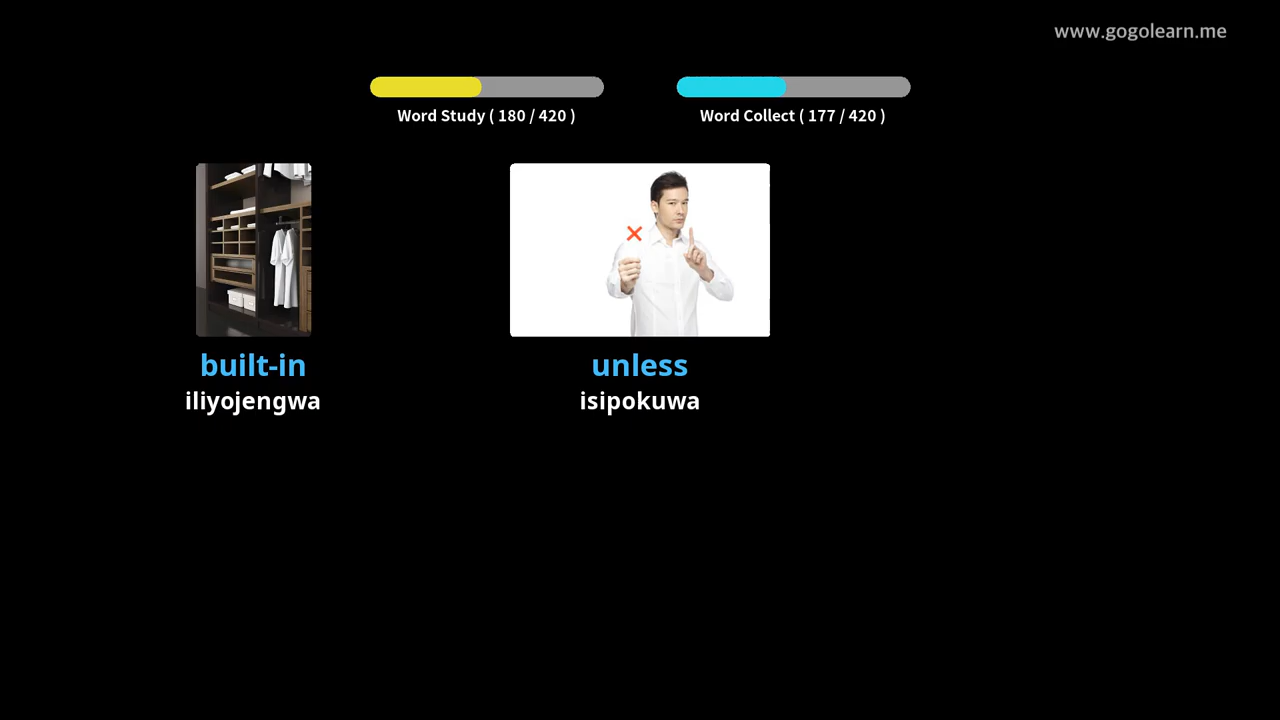 www.gogolearn.me
Word Study ( 180 / 420 )
Word Collect ( 177 / 420 )
built-in
iliyojengwa
unless
isipokuwa